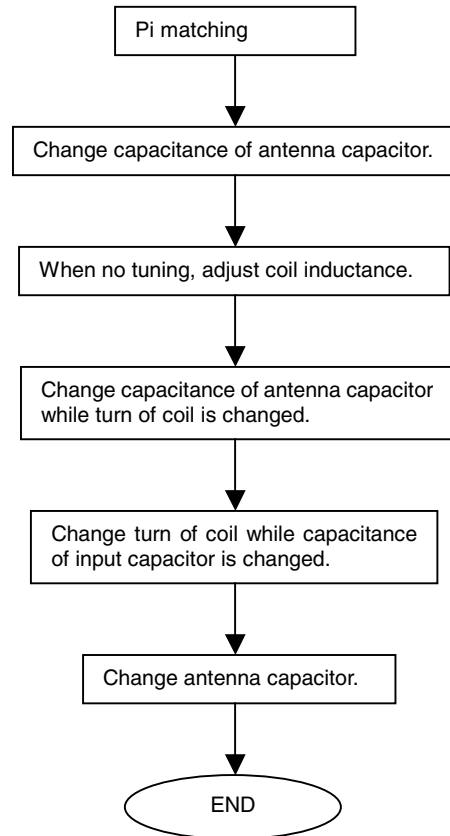 Pi matching
Change capacitance of antenna capacitor.
When no tuning, adjust coil inductance.
Change capacitance of antenna capacitor
while turn of coil is changed.
Change turn of coil while capacitance
of input capacitor is changed.
Change antenna capacitor.
END